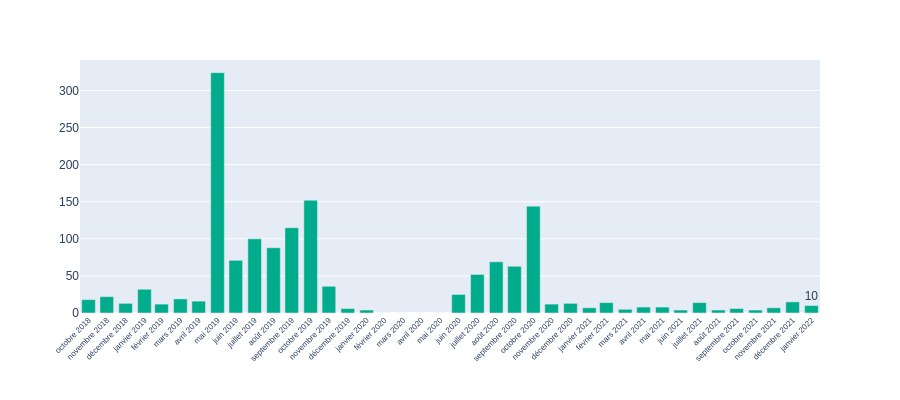 300
250
200
150
100
50
0
10
octobre 2018
novembre 2018
décembre 2018
janvier 2019
février 2019
mars 2019
avril 2019
mai 2019
juin 2019
juillet 2019
août 2019
septembre 2019
octobre 2019
novembre 2019
décembre 2019
janvier 2020
février 2020
mars 2020
avril 2020
mai 2020
juin 2020
juillet 2020
août 2020
septembre 2020
octobre 2020
novembre 2020
décembre 2020
janvier 2021
février 2021
mars 2021
avril 2021
mai 2021
juin 2021
juillet 2021
août 2021
septembre 2021
octobre 2021
novembre 2021
décembre 2021
janvier 2022